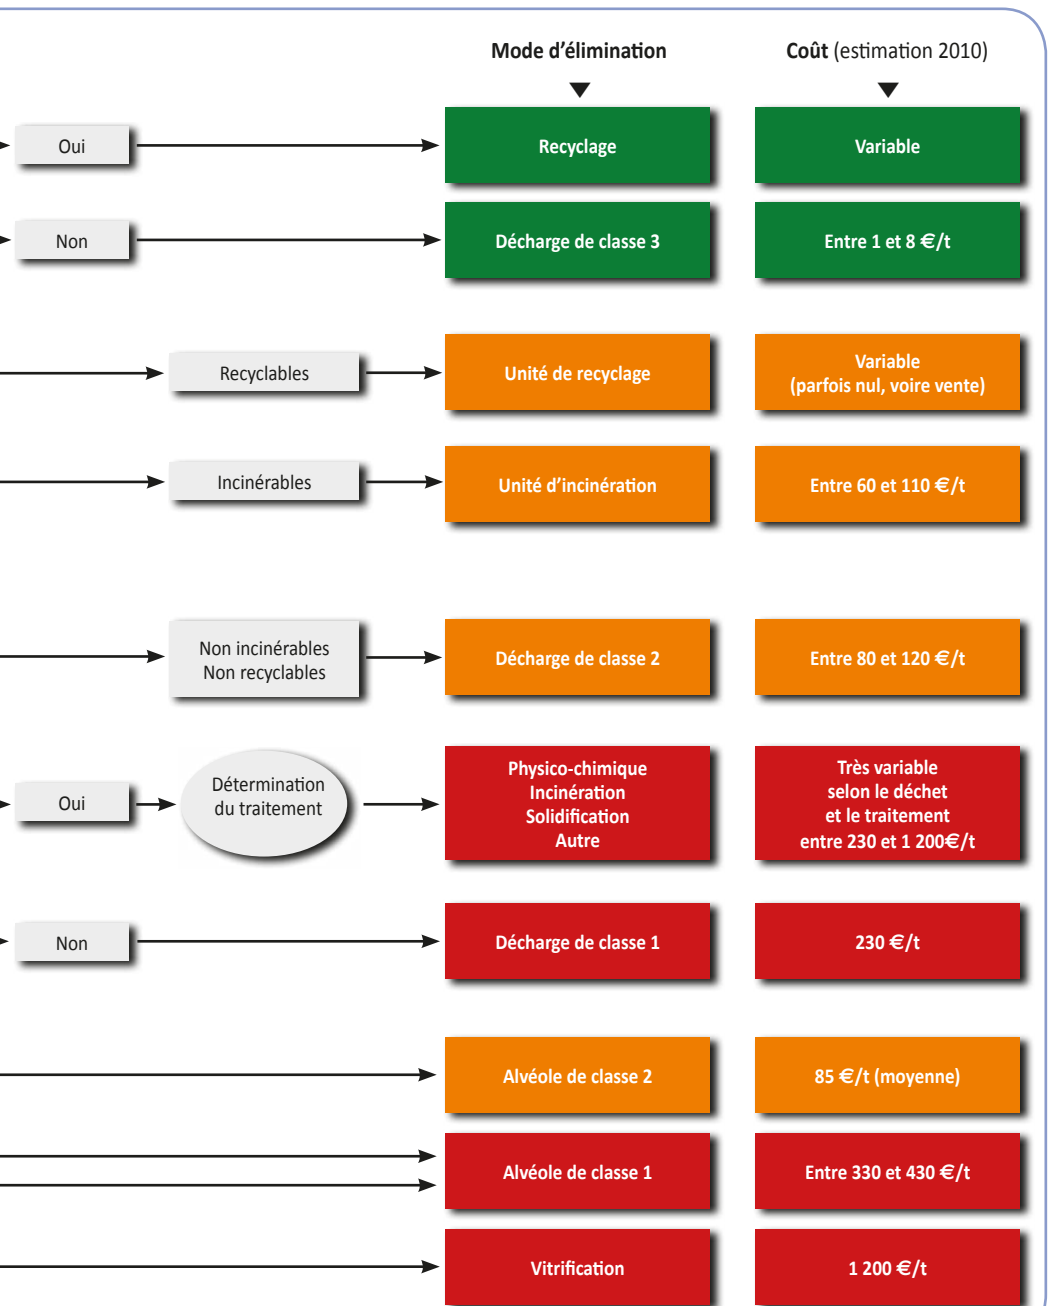 Mode d’élimination
Coût (estimation 2010)
Oui
Recyclage
Variable
Non
Décharge de classe 3
Entre 1 et 8 €/t
Recyclables
Unité de recyclage
Variable
(parfois nul, voire vente)
Incinérables
Unité d’incinération
Entre 60 et 110 €/t
Non incinérables
Non recyclables
Décharge de classe 2
Entre 80 et 120 €/t
Oui
Détermination
du traitement
Physico-chimique
Incinération
Solidification
Autre
Très variable
selon le déchet
et le traitement
entre 230 et 1 200€/t
Non
Décharge de classe 1
230 €/t
Alvéole de classe 2
85 €/t (moyenne)
Alvéole de classe 1
Entre 330 et 430 €/t
Vitrification
1 200 €/t